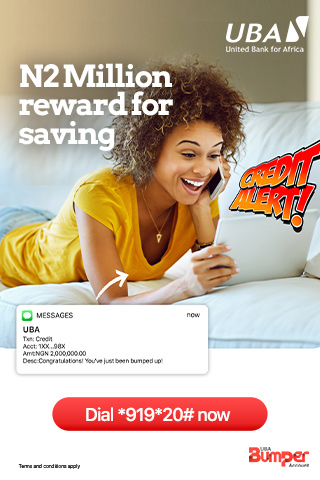 UBA
United Bank for Africa
N2 Million
reward for
saving
CREDIT
ALERT!
MESSAGES now
UBA
Txn: Credit
Acct: 1XX...98X
Amt:NGN 2,000,000.00
Desc:Congratulations! You've just been bumped up!
Dial *919*20# now
UBA
Bumper
Account
Terms and conditions apply